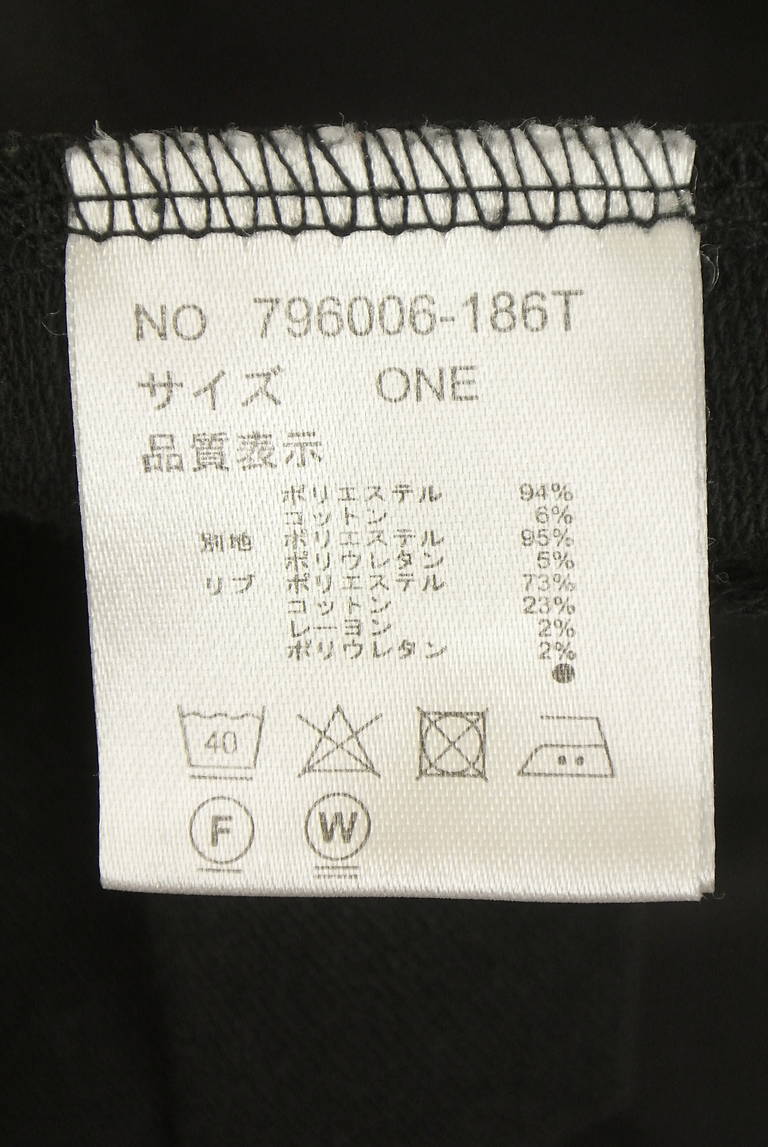 NO 796006-186T
サイズ ONE
品質表示
ポリエステル 94%
コットン 6%
別地 ポリエステル 95%
ポリウレタン 5%
リブ ポリエステル 73%
コットン 23%
レーヨン 2%
ポリウレタン 2%
40
F W